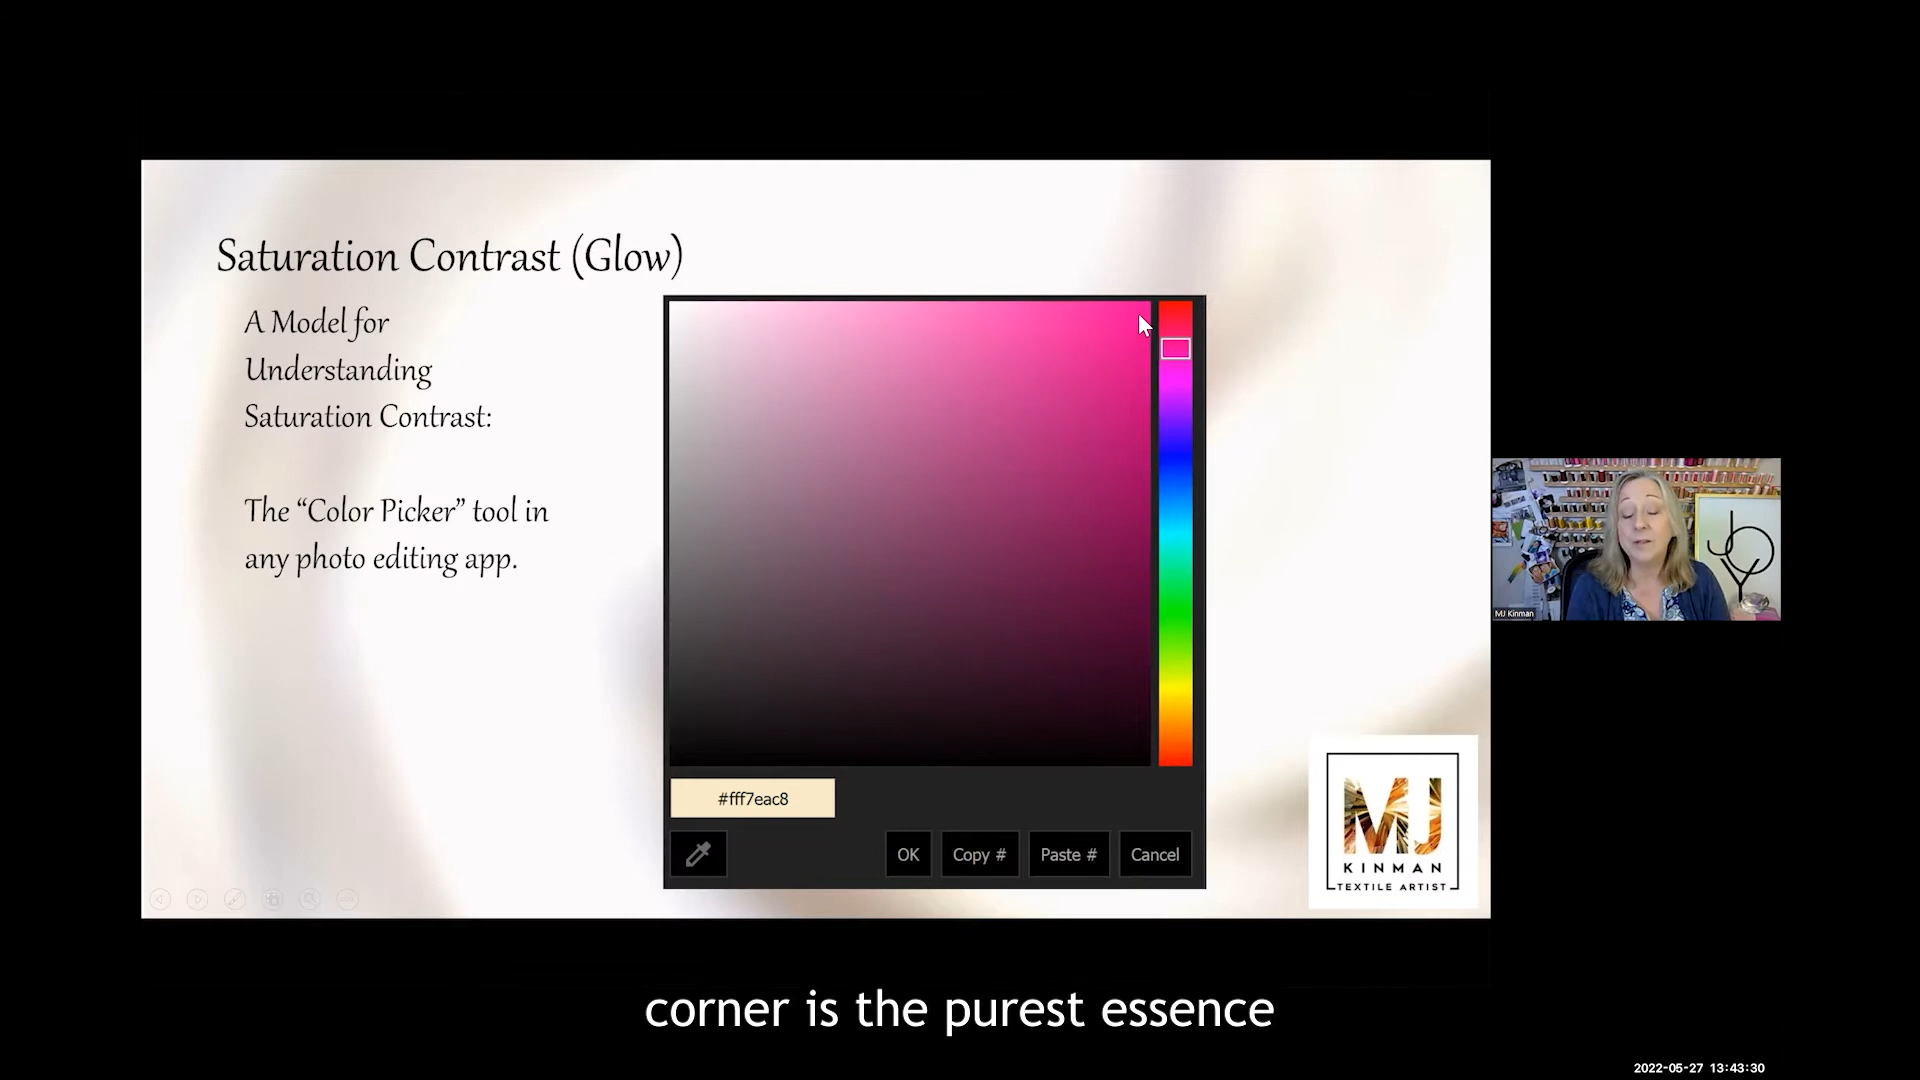 Saturation Contrast (Glow)
A Model for
Understanding
Saturation Contrast:
The “Color Picker” tool in
any photo editing app.
#fff7eac8
OK
Copy #
Paste #
Cancel
JOY
MJ Kinman
MJ
KINMAN
TEXTILE ARTIST
corner is the purest essence
2022-05-27 13:43:30